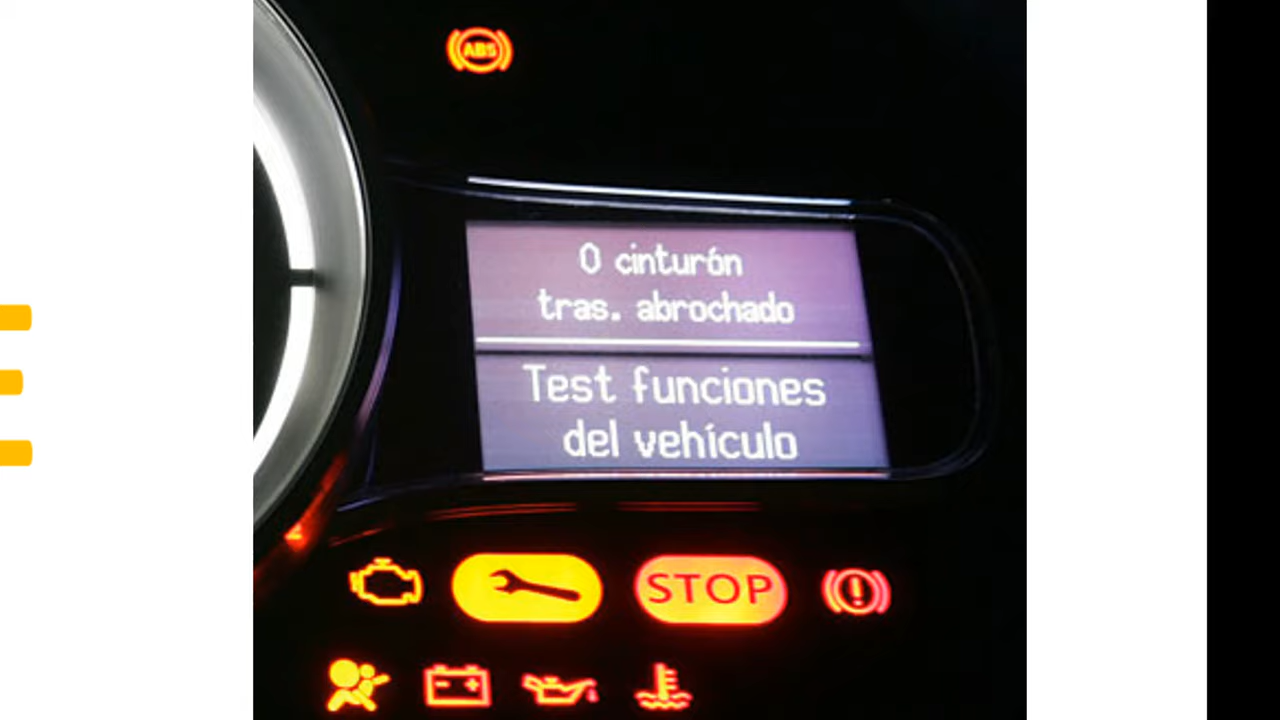 ABS
0 cinturón
tras. abrochado
Test funciones
del vehículo
STOP